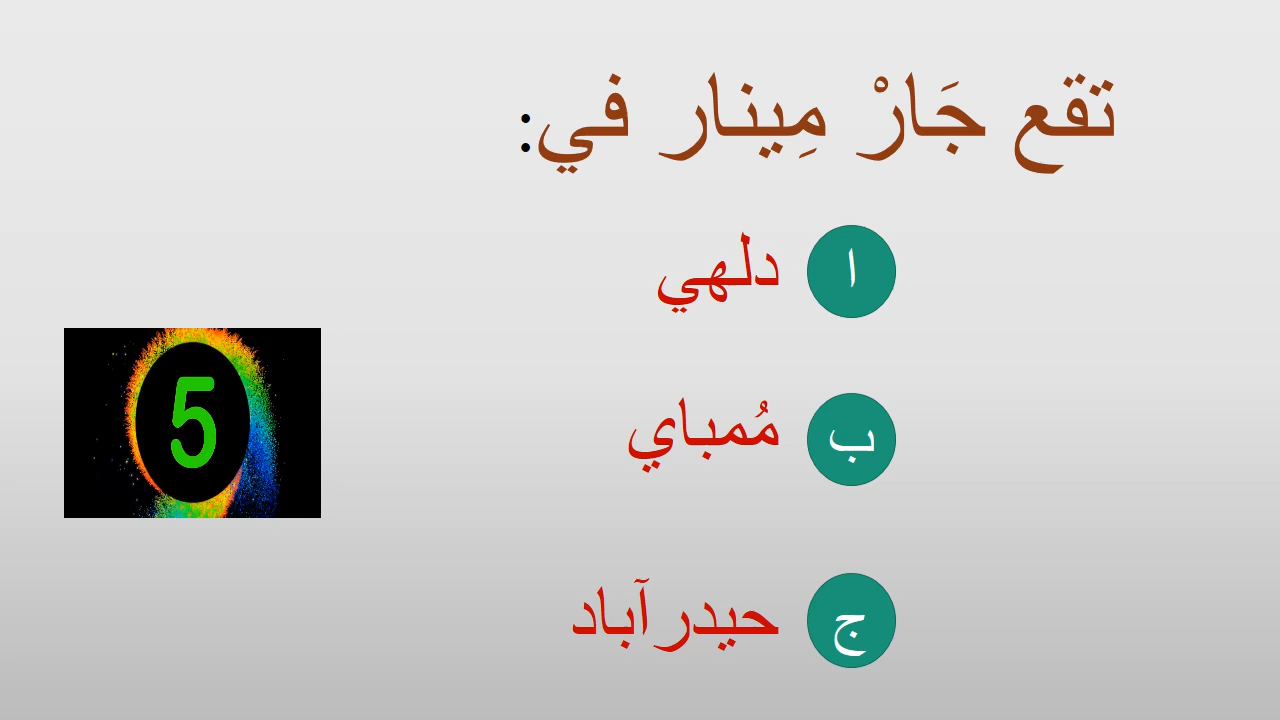 تقع جَارْ مِينار في:
ا دلهي
5
ب مُمباي
ج حيدرآباد